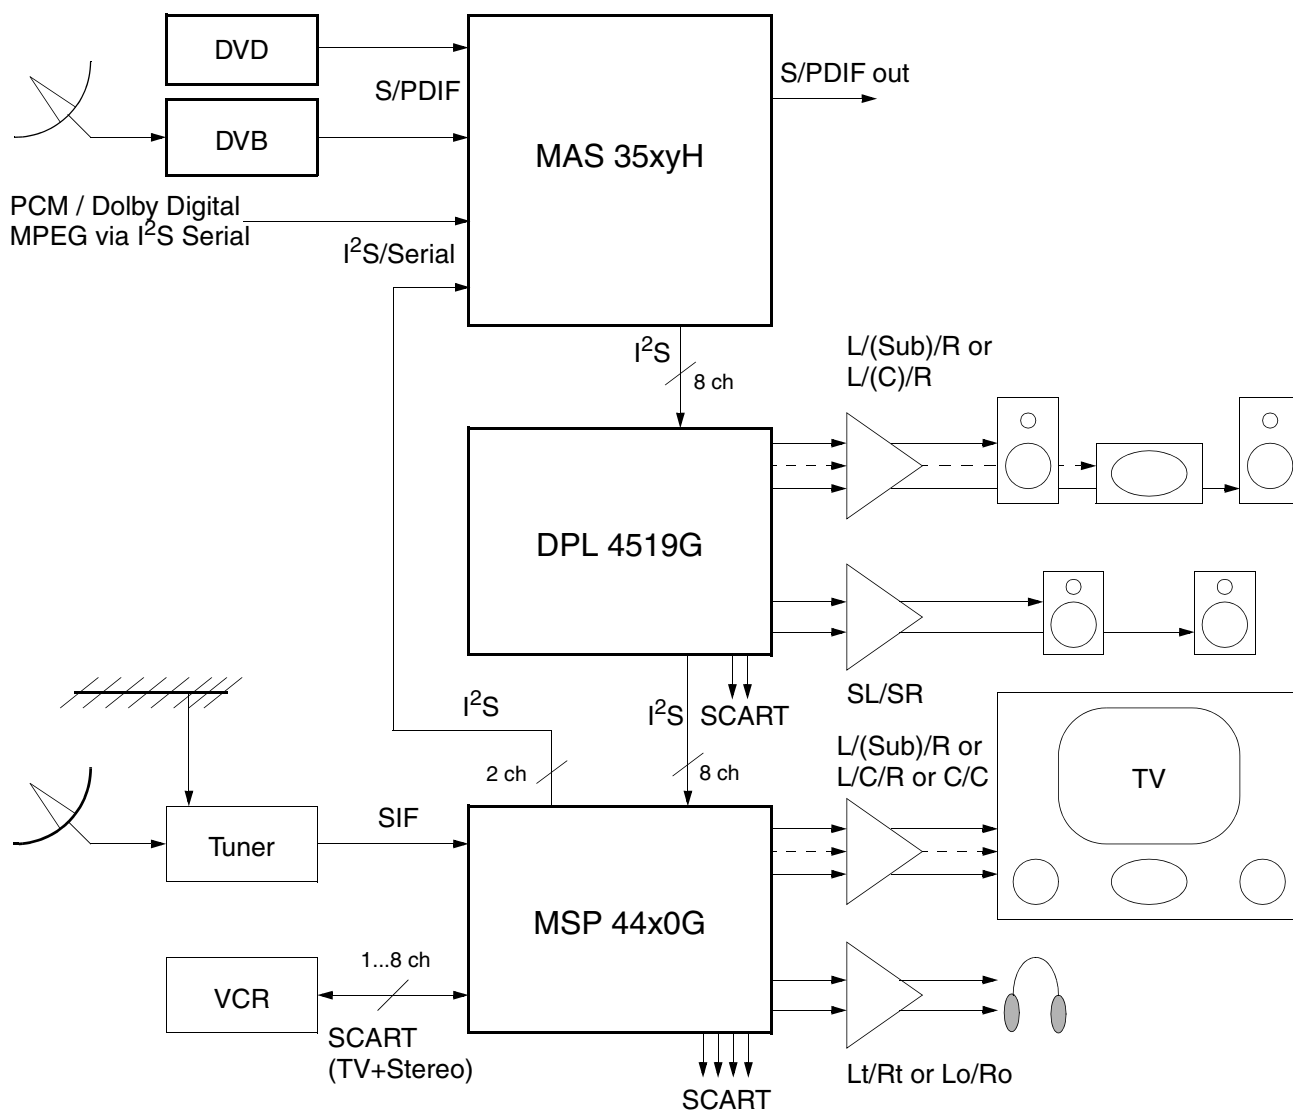 DVD
S/PDIF
DVB
MAS 35xyH
S/PDIF out
PCM / Dolby Digital
MPEG via I²S Serial
I²S/Serial
I²S
8 ch
L/(Sub)/R or
L/(C)/R
DPL 4519G
SL/SR
I²S
2 ch
I²S
8 ch
SCART
L/(Sub)/R or
L/C/R or C/C
TV
Tuner
SIF
MSP 44x0G
VCR
1...8 ch
SCART
(TV+Stereo)
SCART
Lt/Rt or Lo/Ro